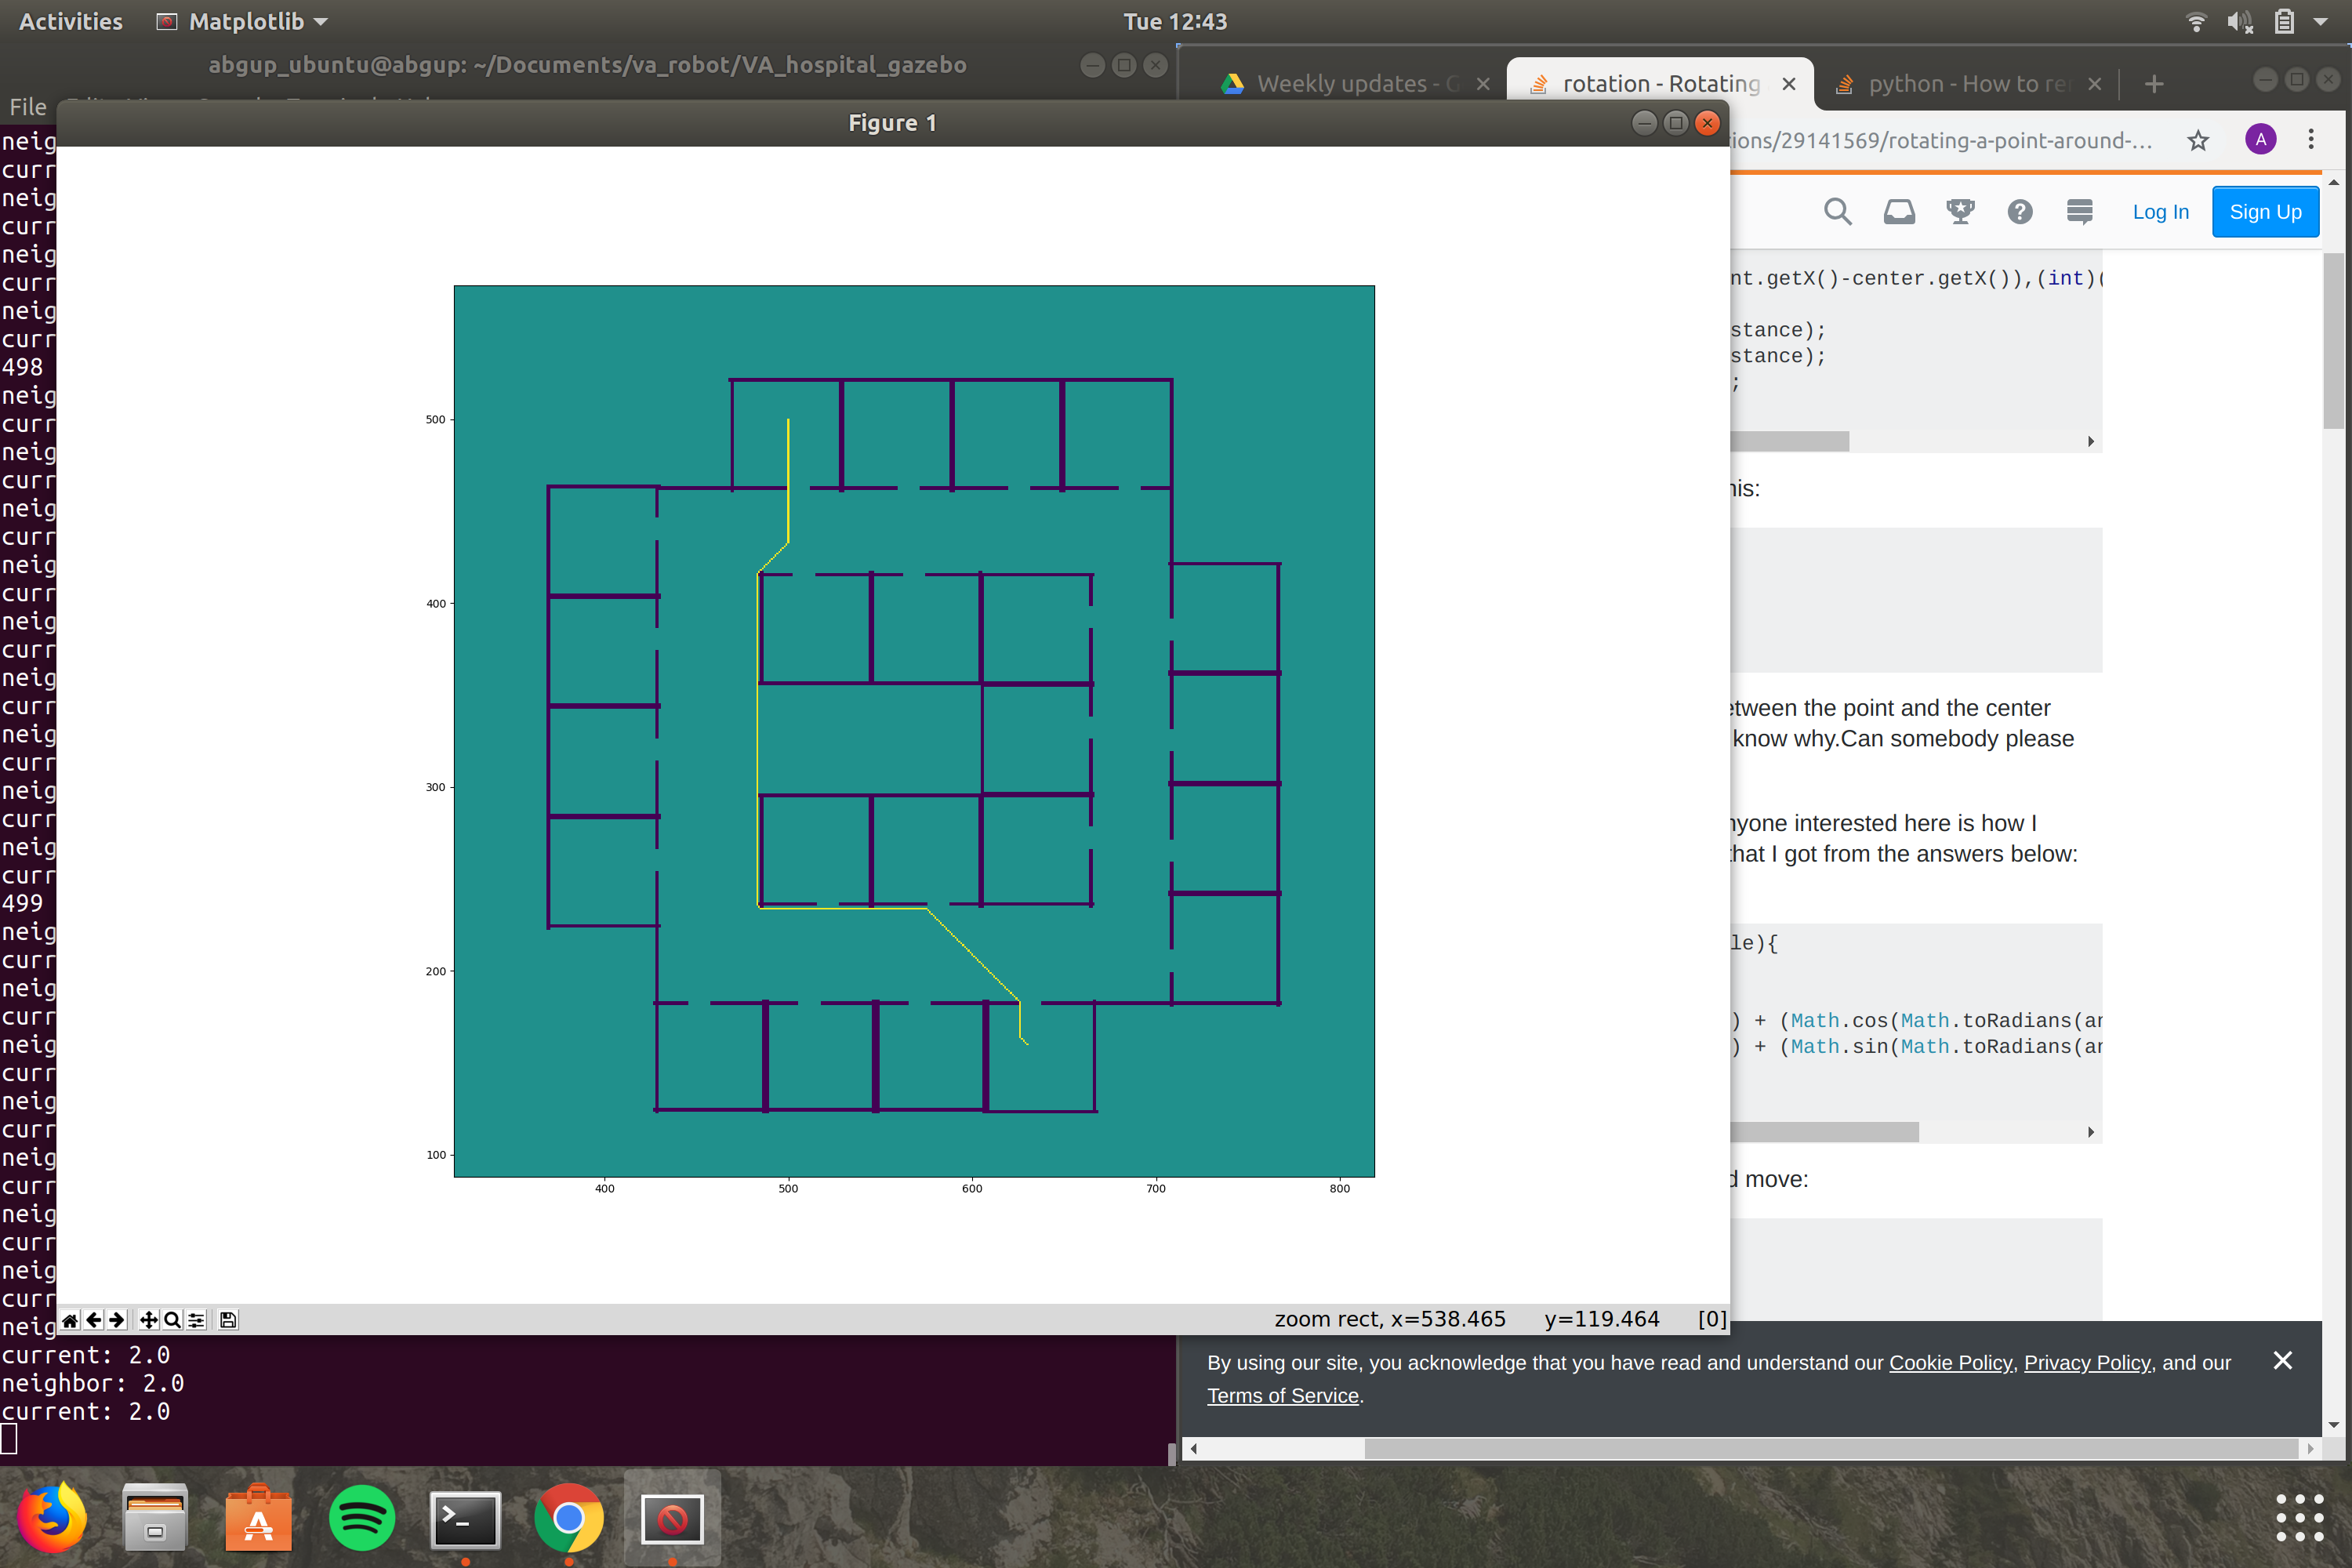 Activities
Matplotlib
Tue 12:43
abgup_ubuntu@abgup: ~/Documents/va_robot/VA_hospital_gazebo
File
Weekly updates - G
rotation - Rotating
python - How to re
Figure 1
ions/29141569/rotating-a-point-around-...
A
Log In
Sign Up
neig
curr
neig
curr
neig
curr
neig
curr
498
neig
curr
neig
curr
neig
curr
neig
curr
neig
curr
neig
curr
neig
curr
neig
curr
neig
curr
499
neig
curr
neig
curr
neig
curr
neig
curr
neig
curr
neig
curr
neig
curr
neig
current: 2.0
neighbor: 2.0
current: 2.0
500
400
300
200
100
400
500
600
700
800
zoom rect, x=538.465 y=119.464 [0]
nt.getX()-center.getX()),(int)(
stance);
stance);
;
his:
etween the point and the center
know why.Can somebody please
nyone interested here is how I
that I got from the answers below:
le){
) + (Math.cos(Math.toRadians(an
) + (Math.sin(Math.toRadians(an
d move:
By using our site, you acknowledge that you have read and understand our Cookie Policy, Privacy Policy, and our
Terms of Service.